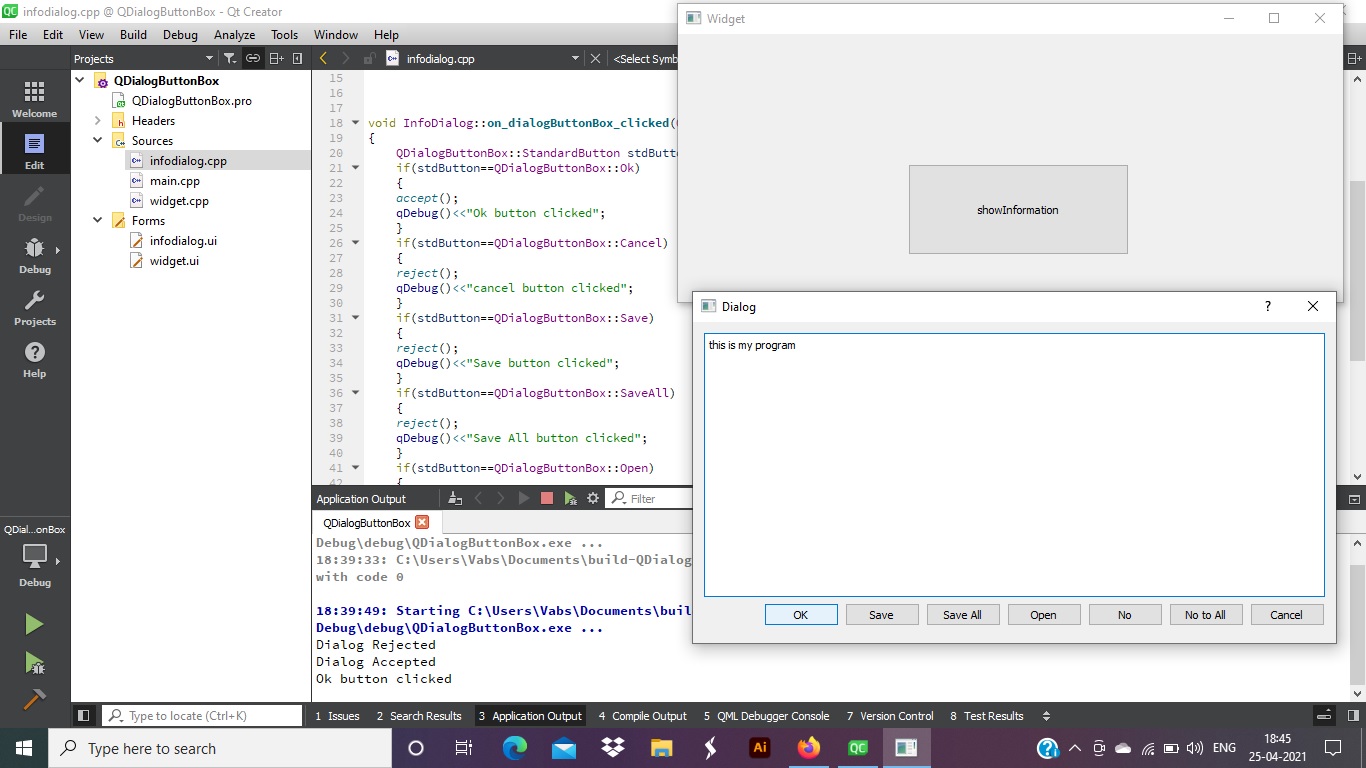 infodialog.cpp @ QDialogButtonBox - Qt Creator
File Edit View Build Debug Analyze Tools Window Help
Projects
infodialog.cpp
<Select Symb
Welcome
Edit
Design
Debug
Projects
Help
QDialogButtonBox
QDialogButtonBox.pro
Headers
Sources
infodialog.cpp
main.cpp
widget.cpp
Forms
infodialog.ui
widget.ui
15
16
17
18 void InfoDialog::on_dialogButtonBox_clicked(
19 {
20 QDialogButtonBox::StandardButton stdButt
21 if(stdButton==QDialogButtonBox::Ok)
22 {
23 accept();
24 qDebug()<<"Ok button clicked";
25 }
26 if(stdButton==QDialogButtonBox::Cancel)
27 {
28 reject();
29 qDebug()<<"cancel button clicked";
30 }
31 if(stdButton==QDialogButtonBox::Save)
32 {
33 reject();
34 qDebug()<<"Save button clicked";
35 }
36 if(stdButton==QDialogButtonBox::SaveAll)
37 {
38 reject();
39 qDebug()<<"Save All button clicked";
40 }
41 if(stdButton==QDialogButtonBox::Open)
42 {
Widget
showInformation
Dialog
?
this is my program
OK Save Save All Open No No to All Cancel
Application Output
Filter
QDialogButtonBox
Debug\debug\QDialogButtonBox.exe ...
18:39:33: C:\Users\Vabs\Documents\build-QDialog
with code 0
18:39:49: Starting C:\Users\Vabs\Documents\buil
Debug\debug\QDialogButtonBox.exe ...
Dialog Rejected
Dialog Accepted
Ok button clicked
QDial...onBox
Debug
Type to locate (Ctrl+K)
1 Issues 2 Search Results 3 Application Output 4 Compile Output 5 QML Debugger Console 7 Version Control 8 Test Results
Type here to search
Ai
QC
ENG
18:45
25-04-2021